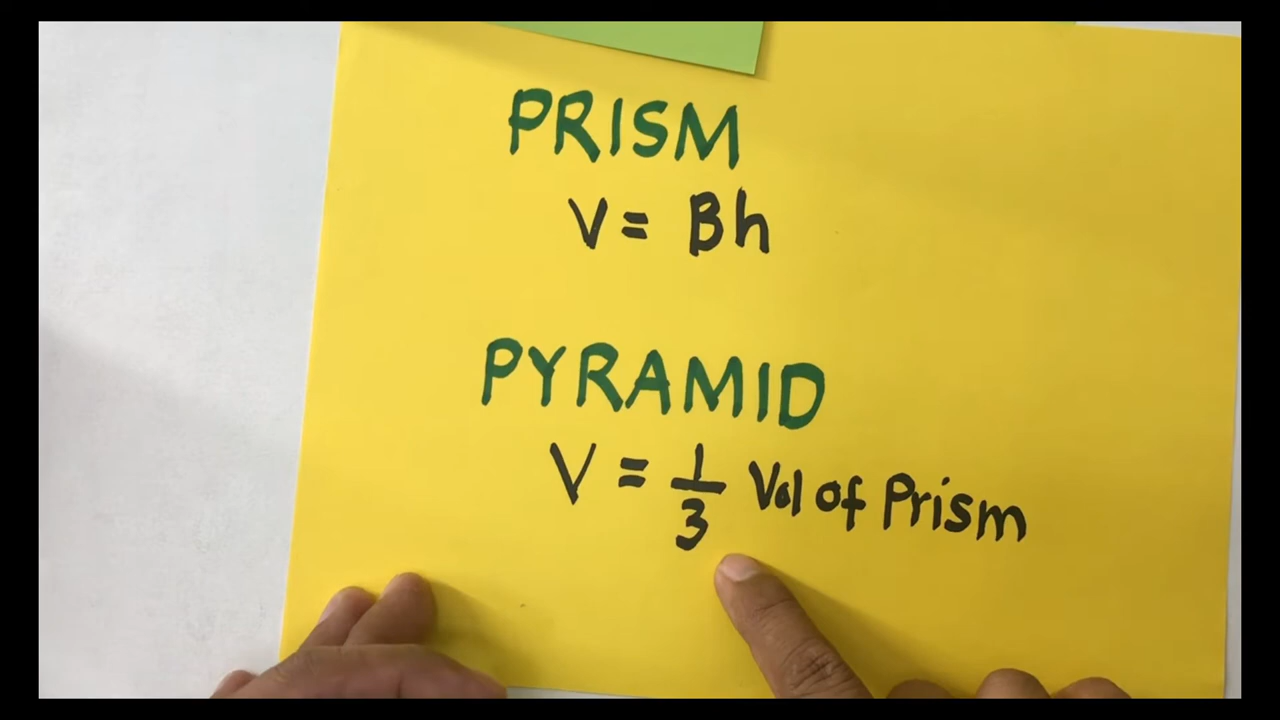 PRISM
V = Bh
PYRAMID
V = 1/3 Vol of Prism